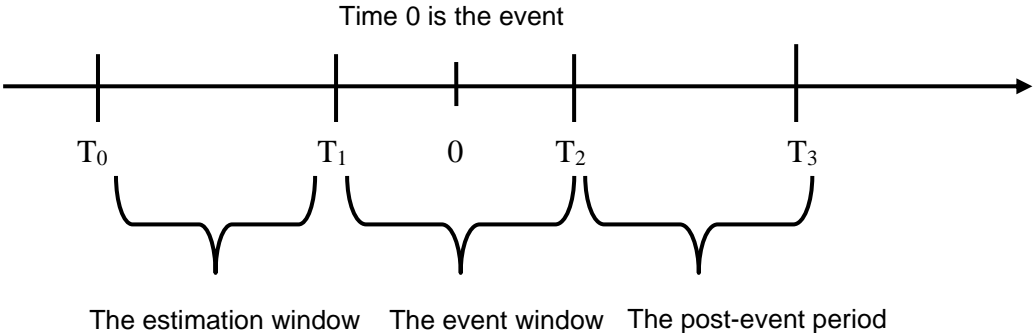 Time 0 is the event
T₀ T₁ 0 T₂ T₃
The estimation window The event window The post-event period